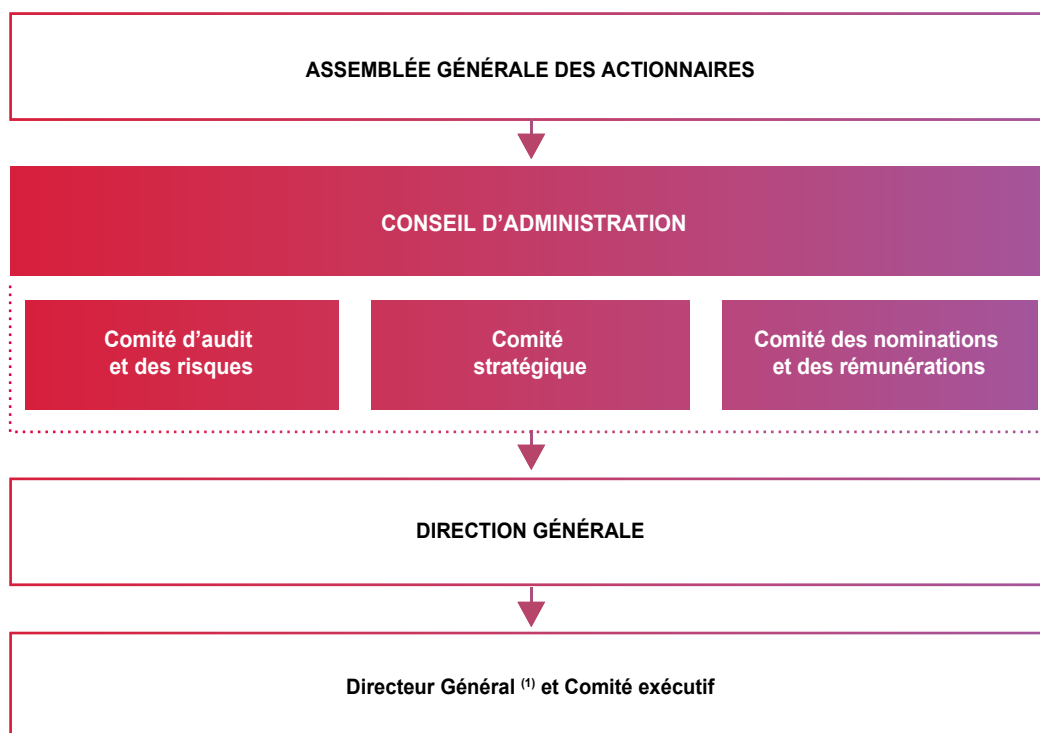 ASSEMBLÉE GÉNÉRALE DES ACTIONNAIRES
CONSEIL D’ADMINISTRATION
Comité d’audit
et des risques
Comité
stratégique
Comité des nominations
et des rémunérations
DIRECTION GÉNÉRALE
Directeur Général (1) et Comité exécutif